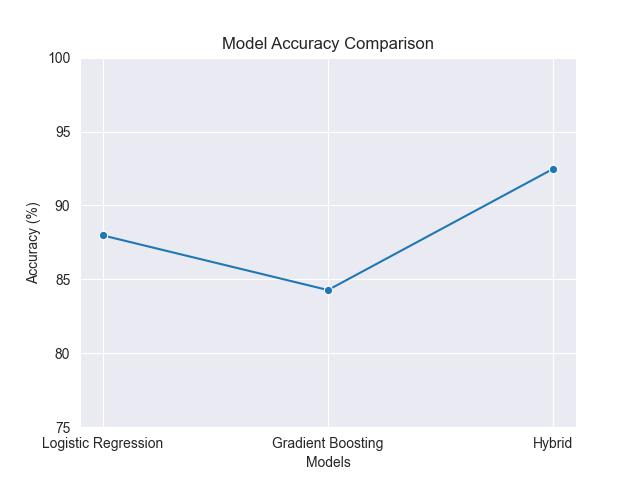 Model Accuracy Comparison
100
95
90
85
80
75
Accuracy (%)
Logistic Regression Gradient Boosting Hybrid
Models